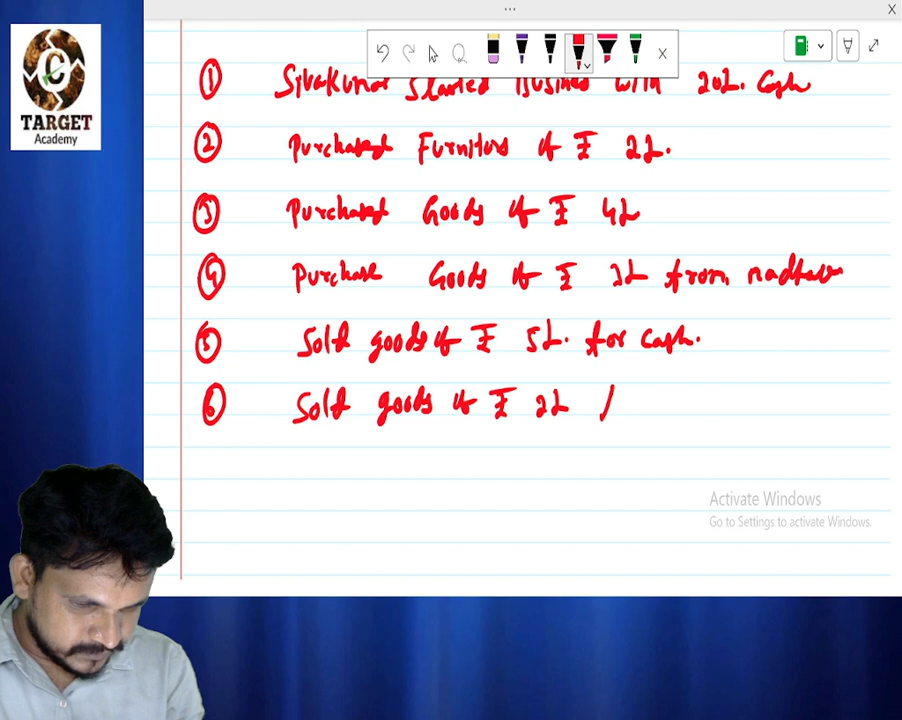 TARGET
Academy
① Sivakumar Started Business with 20L. Cash
② Purchased Furniture of ₹ 2L.
③ Purchased Goods of ₹ 4L
④ Purchase Goods of ₹ 2L from
⑤ Sold goods of ₹ 5L. for cash.
⑥ Sold goods of ₹ 2L
Activate Windows
Go to Settings to activate Windows.